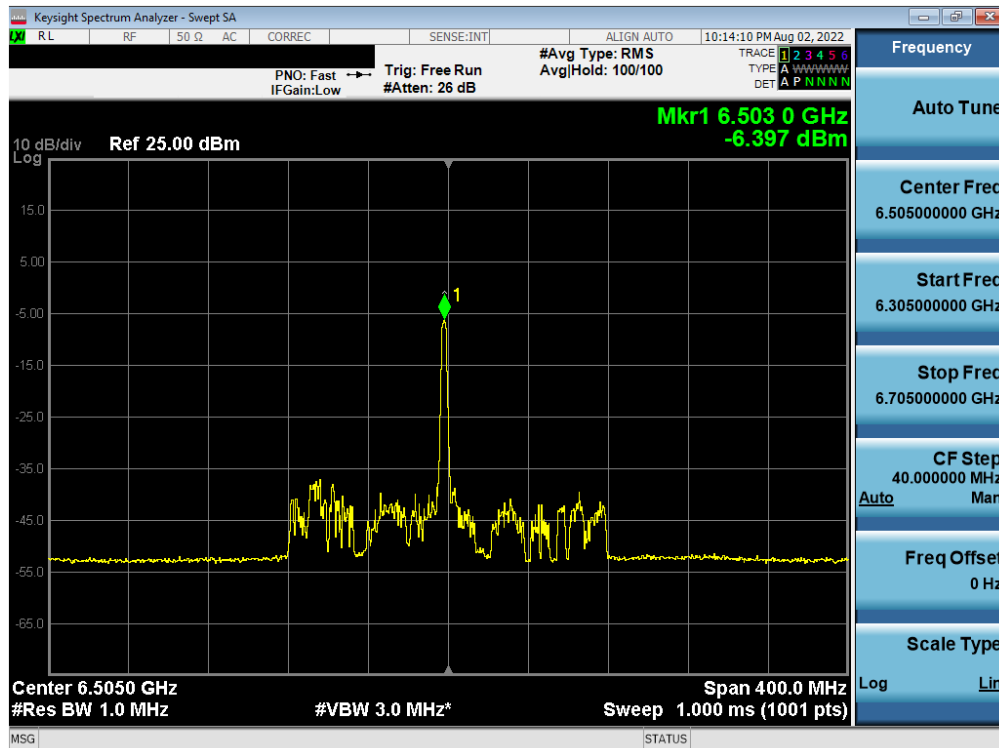 Keysight Spectrum Analyzer - Swept SA
LXI RL RF 50 Ω AC CORREC SENSE:INT ALIGN AUTO 10:14:10 PM Aug 02, 2022
PNO: Fast
IFGain:Low
Trig: Free Run
#Atten: 26 dB
#Avg Type: RMS
Avg|Hold: 100/100
TRACE 1 2 3 4 5 6
TYPE A WWWWW
DET A P N N N N
Mkr1 6.503 0 GHz
-6.397 dBm
10 dB/div Ref 25.00 dBm
Log
15.0
5.00
1
-5.00
-15.0
-25.0
-35.0
-45.0
-55.0
-65.0
Center 6.5050 GHz Span 400.0 MHz
#Res BW 1.0 MHz #VBW 3.0 MHz* Sweep 1.000 ms (1001 pts)
MSG STATUS
Frequency
Auto Tune
Center Freq
6.505000000 GHz
Start Freq
6.305000000 GHz
Stop Freq
6.705000000 GHz
CF Step
40.000000 MHz
Auto Man
Freq Offset
0 Hz
Scale Type
Log Lin